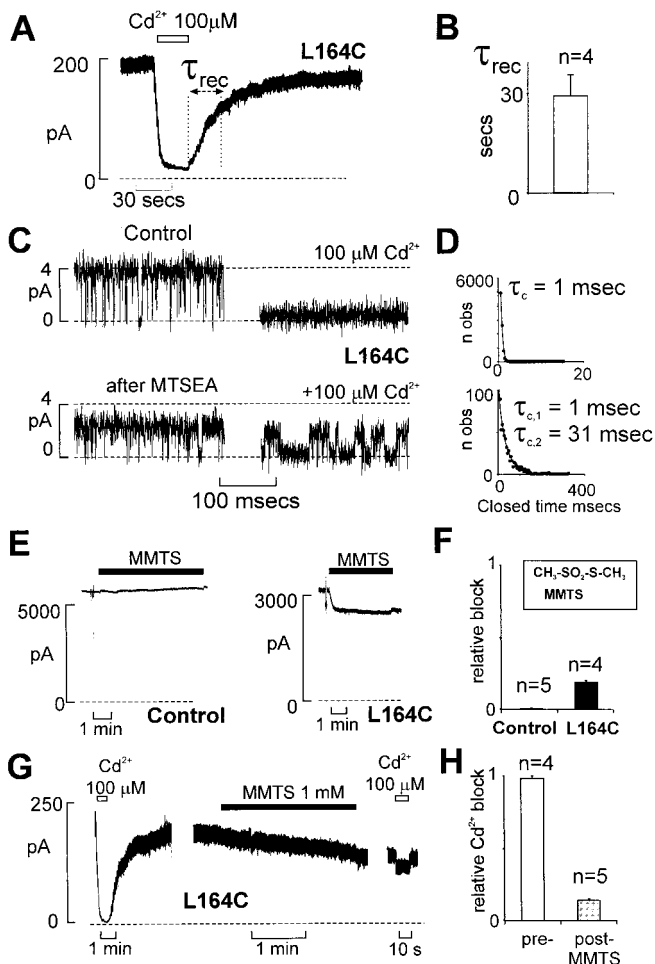 A
Cd²⁺ 100μM
L164C
τrec
200
pA
0
30 secs
B
τrec
n=4
30
secs
0
C
Control
100 μM Cd²⁺
4
pA
0
L164C
after MTSEA
+100 μM Cd²⁺
4
pA
0
100 msecs
D
6000
n obs
0
τc = 1 msec
0
20
100
n obs
0
τc,1 = 1 msec
τc,2 = 31 msec
0
400
Closed time msecs
E
MMTS
5000
pA
0
1 min
Control
MMTS
3000
pA
0
1 min
L164C
F
1
relative block
0
CH₃-SO₂-S-CH₃
MMTS
n=5
n=4
Control
L164C
G
Cd²⁺
100 μM
MMTS 1 mM
Cd²⁺
100 μM
250
pA
0
L164C
1 min
1 min
10 s
H
1
relative Cd²⁺ block
0
n=4
n=5
pre-
post-
MMTS